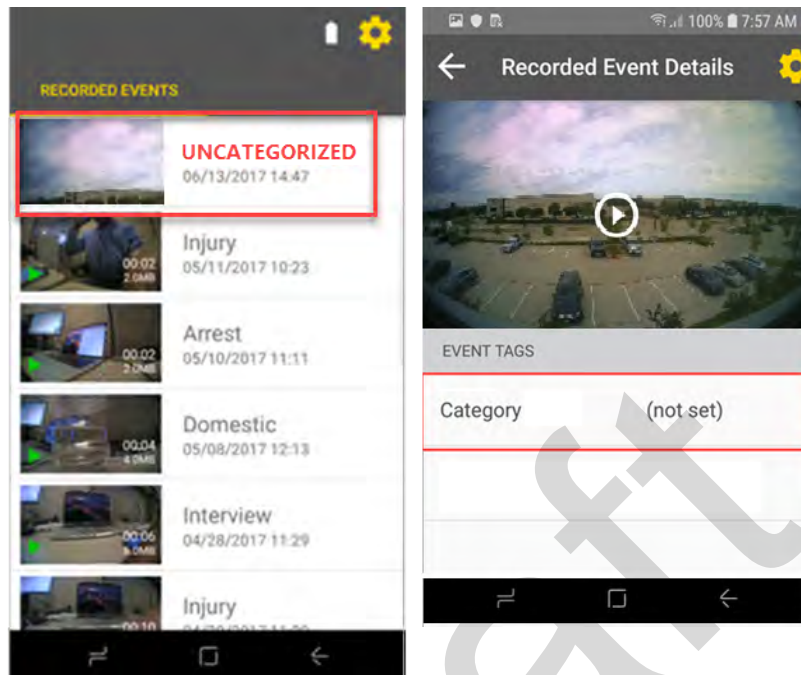 RECORDED EVENTS
UNCATEGORIZED
06/13/2017 14:47
00:02
2.0MB
Injury
05/11/2017 10:23
00:02
2.0MB
Arrest
05/10/2017 11:11
00:04
4.0MB
Domestic
05/08/2017 12:13
00:06
Interview
04/28/2017 11:29
00:10
Injury
100% 7:57 AM
Recorded Event Details
EVENT TAGS
Category (not set)
aft